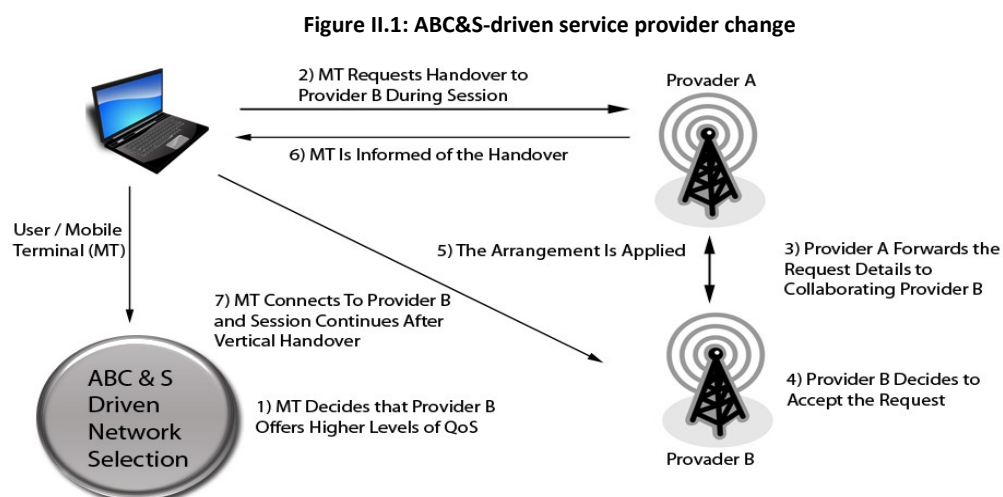 Figure II.1: ABC&S-driven service provider change
2) MT Requests Handover to
Provider B During Session
Provader A
6) MT Is Informed of the Handover
User / Mobile
Terminal (MT)
5) The Arrangement Is Applied
3) Provider A Forwards the
Request Details to
Collaborating Provider B
7) MT Connects To Provider B
and Session Continues After
Vertical Handover
ABC & S
Driven
Network
Selection
1) MT Decides that Provider B
Offers Higher Levels of QoS
4) Provider B Decides to
Accept the Request
Provader B